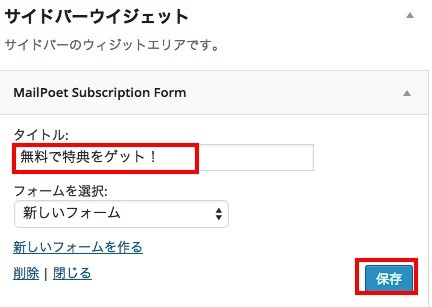 サイドバーウイジェット
サイドバーのウィジットエリアです。
MailPoet Subscription Form
タイトル:
無料で特典をゲット！
フォームを選択:
新しいフォーム
新しいフォームを作る
削除 | 閉じる
保存